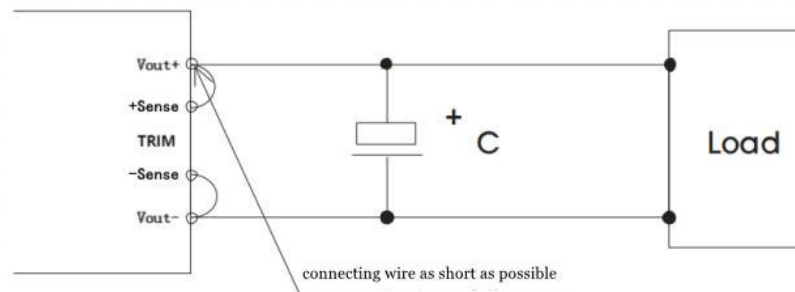 Vout+
+Sense
TRIM
-Sense
Vout-
+
C
Load
connecting wire as short as possible